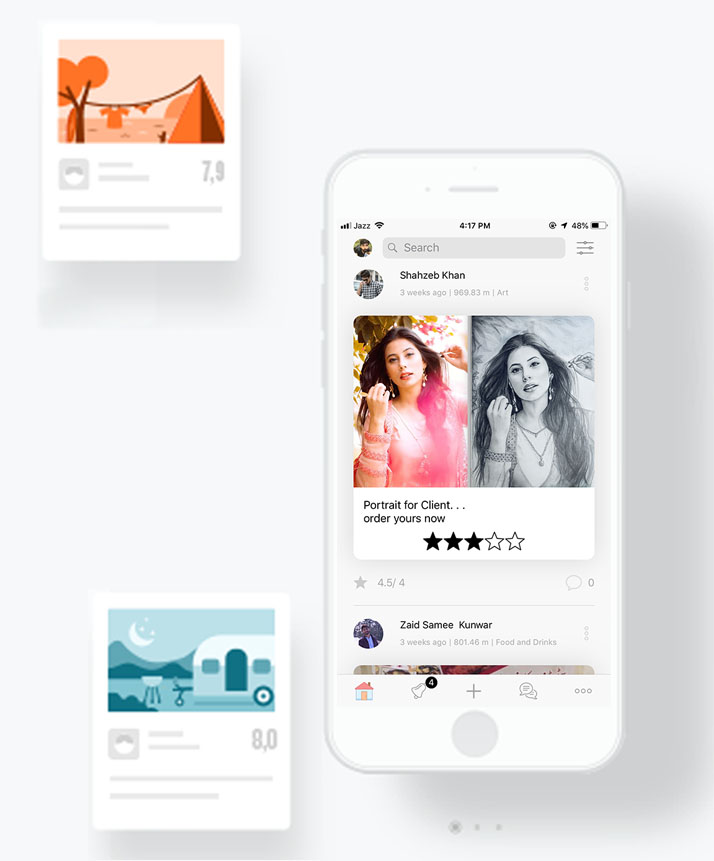 7,9
Jazz 4:17 PM 48%
Search
Shahzeb Khan
3 weeks ago | 969.83 m | Art
Portrait for Client. . .
order yours now
4.5/ 4 0
Zaid Samee Kunwar
3 weeks ago | 801.46 m | Food and Drinks
4
8,0